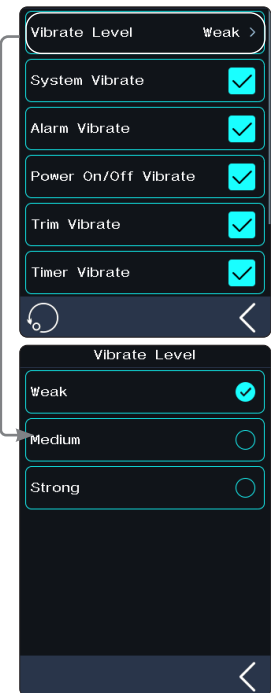 Vibrate Level Weak >
System Vibrate
Alarm Vibrate
Power On/Off Vibrate
Trim Vibrate
Timer Vibrate
Vibrate Level
Weak
Medium
Strong